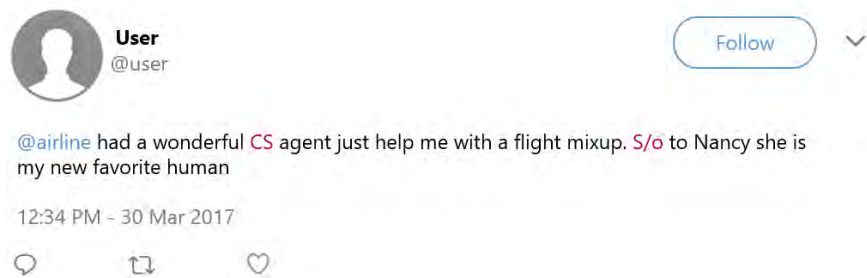 User
@user
Follow
@airline had a wonderful CS agent just help me with a flight mixup. S/o to Nancy she is
my new favorite human
12:34 PM - 30 Mar 2017